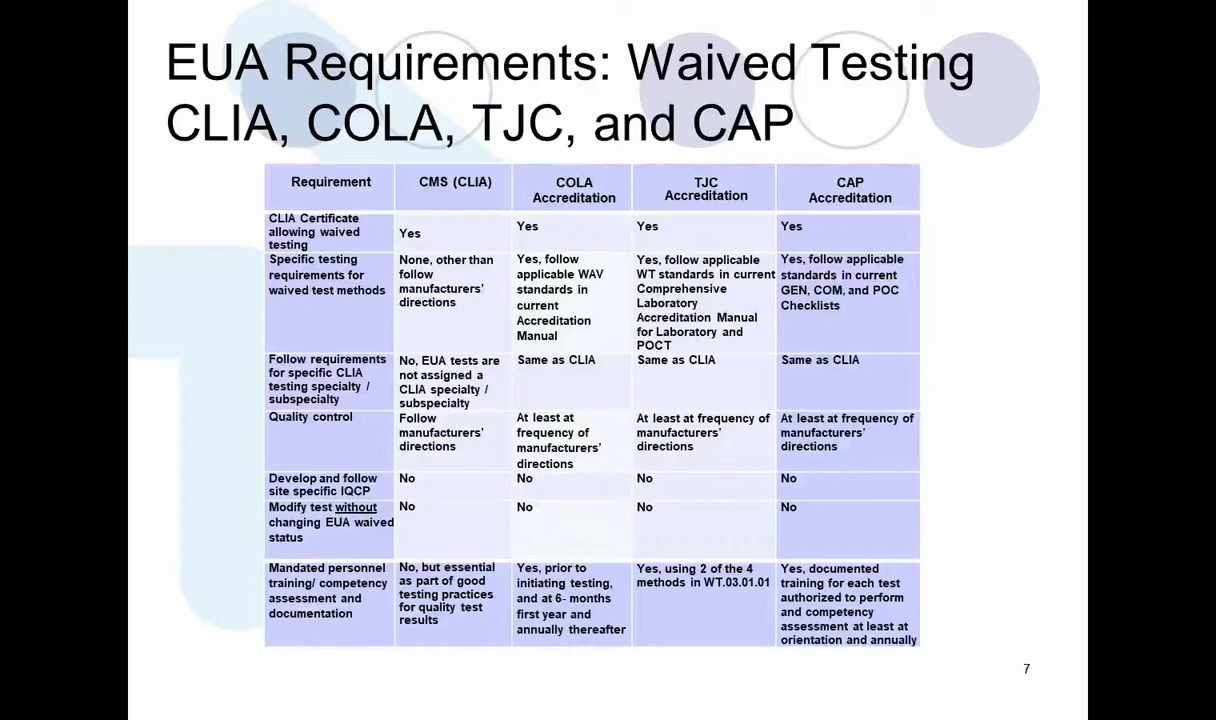 EUA Requirements: Waived Testing
CLIA, COLA, TJC, and CAP
Requirement
CMS (CLIA)
COLA
Accreditation
TJC
Accreditation
CAP
Accreditation
CLIA Certificate
allowing waived
testing
Yes
Yes
Yes
Yes
Specific testing
requirements for
waived test methods
None, other than
follow
manufacturers'
directions
Yes, follow
applicable WAV
standards in
current
Accreditation
Manual
Yes, follow applicable
WT standards in current
Comprehensive
Laboratory
Accreditation Manual
for Laboratory and
POCT
Yes, follow applicable
standards in current
GEN, COM, and POC
Checklists
Follow requirements
for specific CLIA
testing specialty /
subspecialty
No, EUA tests are
not assigned a
CLIA specialty /
subspecialty
Same as CLIA
Same as CLIA
Same as CLIA
Quality control
Follow
manufacturers'
directions
At least at
frequency of
manufacturers'
directions
At least at frequency of
manufacturers'
directions
At least at frequency of
manufacturers'
directions
Develop and follow
site specific IQCP
No
No
No
No
Modify test without
changing EUA waived
status
No
No
No
No
Mandated personnel
training/ competency
assessment and
documentation
No, but essential
as part of good
testing practices
for quality test
results
Yes, prior to
initiating testing,
and at 6- months
first year and
annually thereafter
Yes, using 2 of the 4
methods in WT.03.01.01
Yes, documented
training for each test
authorized to perform
and competency
assessment at least at
orientation and annually
7